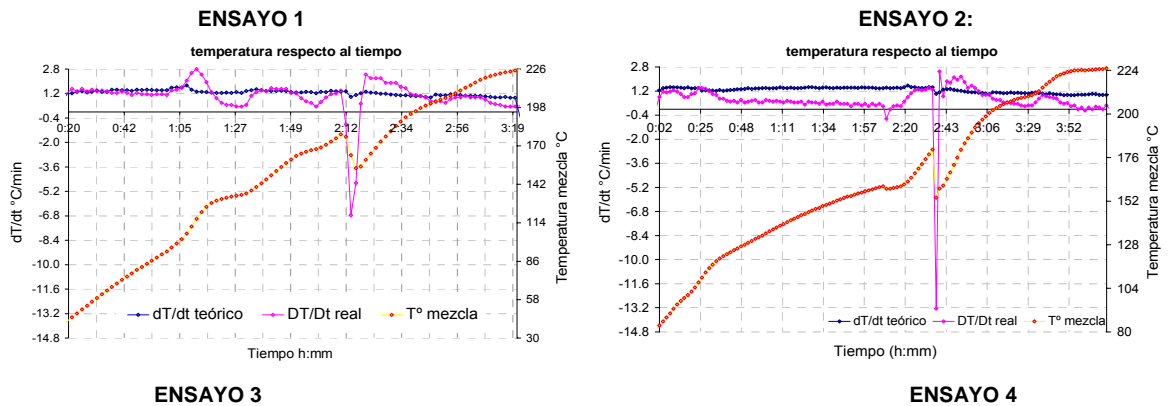 ENSAYO 1
temperatura respecto al tiempo
dT/dt °C/min
2.8
1.2
-0.4
-2.0
-3.6
-5.2
-6.8
-8.4
-10.0
-11.6
-13.2
-14.8
0:20 0:42 1:05 1:27 1:49 2:12 2:34 2:56 3:19
226
198
170
142
114
86
58
30
Temperatura mezcla °C
dT/dt teórico DT/Dt real Tº mezcla
Tiempo h:mm
ENSAYO 2:
temperatura respecto al tiempo
dT/dt °C/min
2.8
1.2
-0.4
-2.0
-3.6
-5.2
-6.8
-8.4
-10.0
-11.6
-13.2
-14.8
0:02 0:25 0:48 1:11 1:34 1:57 2:20 2:43 3:06 3:29 3:52
224
200
176
152
128
104
80
Temperatura mezcla °C
dT/dt teórico DT/Dt real Tº mezcla
Tiempo (h:mm)
ENSAYO 3
ENSAYO 4